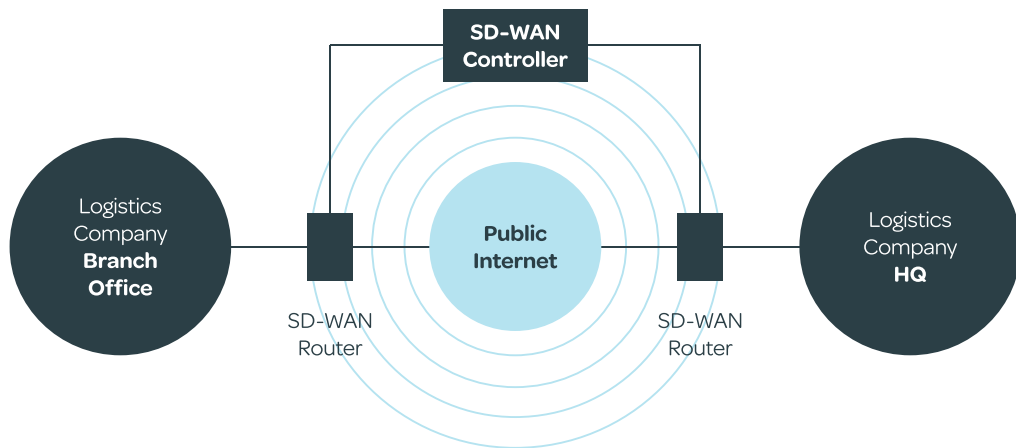 SD-WAN
Controller
Logistics
Company
Branch
Office
Public
Internet
Logistics
Company
HQ
SD-WAN
Router
SD-WAN
Router